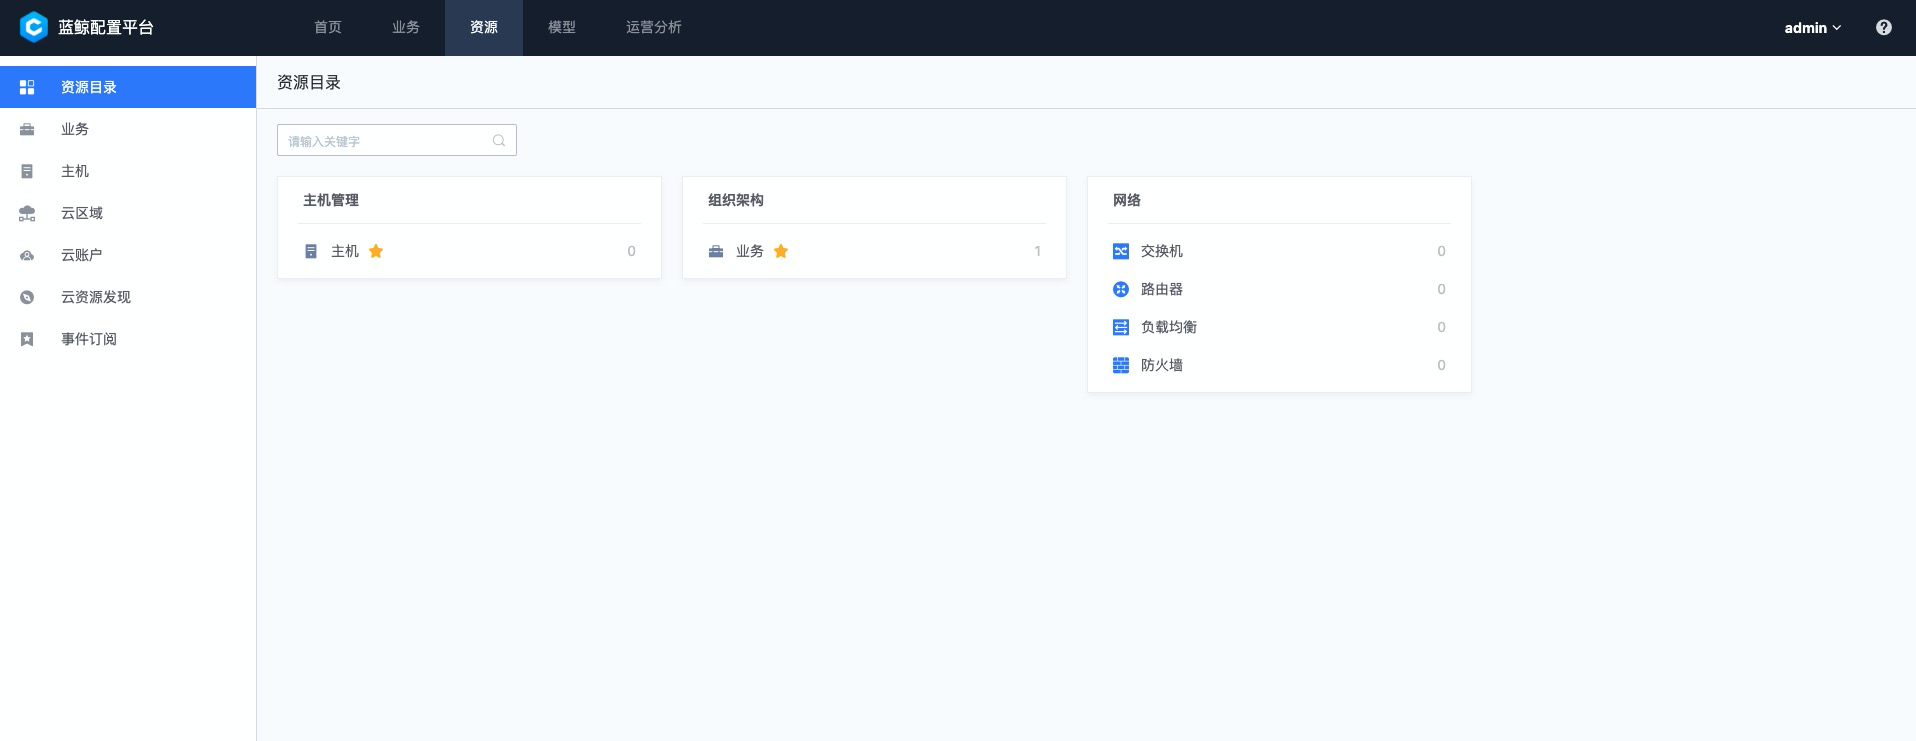 蓝鲸配置平台
首页 业务 资源 模型 运营分析
admin
资源目录
业务
主机
云区域
云账户
云资源发现
事件订阅
资源目录
请输入关键字
主机管理
主机 0
组织架构
业务 1
网络
交换机 0
路由器 0
负载均衡 0
防火墙 0